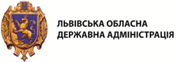 ЛЬВІВСЬКА ОБЛАСНА
ДЕРЖАВНА АДМІНІСТРАЦІЯ